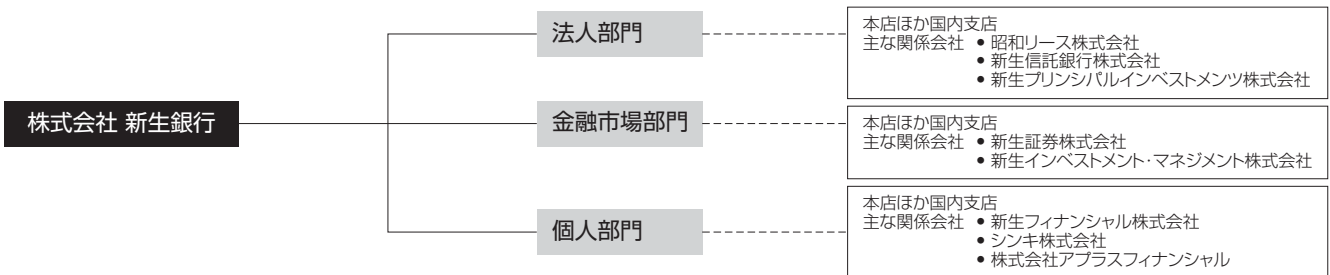 株式会社 新生銀行
法人部門
本店ほか国内支店
主な関係会社 ● 昭和リース株式会社
● 新生信託銀行株式会社
● 新生プリンシパルインベストメンツ株式会社
金融市場部門
本店ほか国内支店
主な関係会社 ● 新生証券株式会社
● 新生インベストメント・マネジメント株式会社
個人部門
本店ほか国内支店
主な関係会社 ● 新生フィナンシャル株式会社
● シンキ株式会社
● 株式会社アプラスフィナンシャル